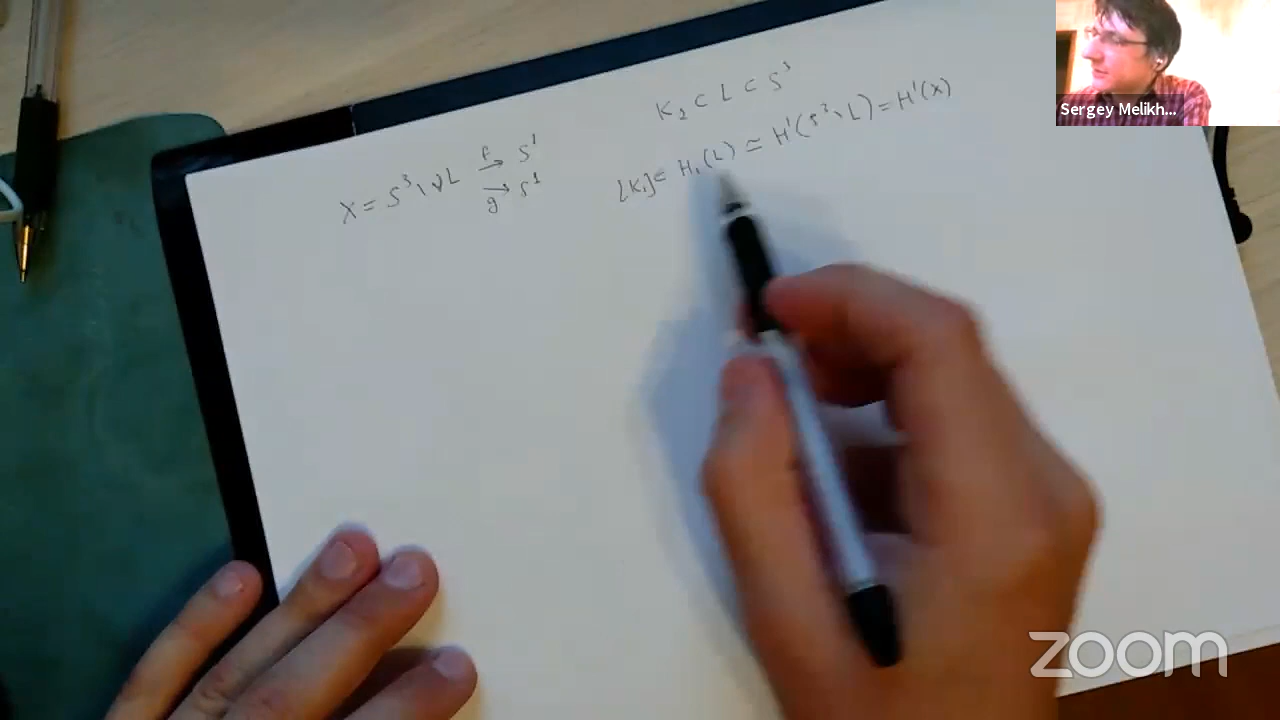 K₂ ⊂ L ⊂ S³
X = S³ \ νL
f → S¹
g → S¹
[K₁] ∈ H₁(L) ≃ H¹(S³ \ L) = H¹(X)
Sergey Melikh...
zoom